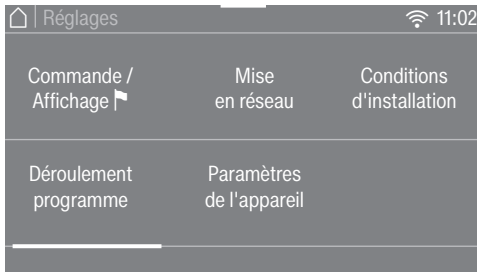 Réglages 11:02
Commande / Affichage
Mise en réseau
Conditions d'installation
Déroulement programme
Paramètres de l'appareil